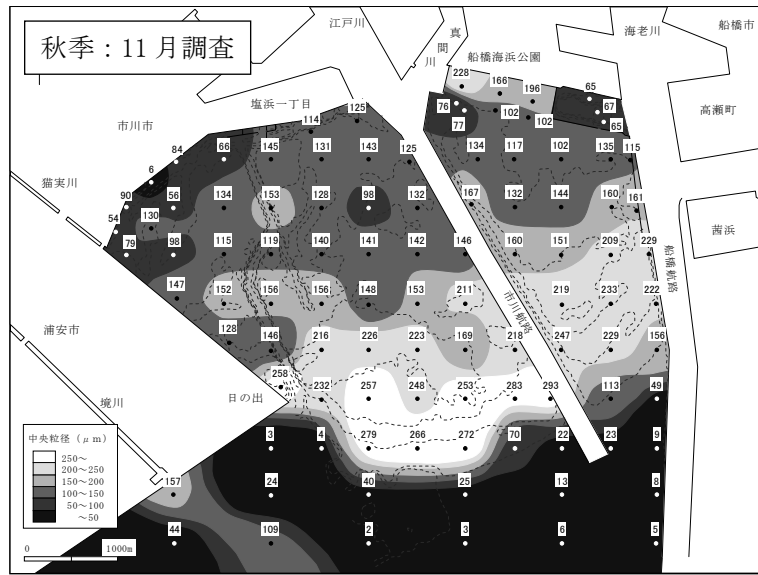 秋季：11月調査
江戸川
真間川
海老川
船橋市
船橋海浜公園
高瀬町
塩浜一丁目
市川市
猫実川
茜浜
船橋航路
市川航路
浦安市
日の出
境川
228 166 196 65
76 102 67
77 102 65
125
114
84 66 145 131 143 125 134 117 102 135 115
6
90 56 134 153 128 98 132 167 132 144 160 161
54 130
79 98 115 119 140 141 142 146 160 151 209 229
147 152 156 156 148 153 211 219 233 222
128 146 216 226 223 169 218 247 229 156
258 232 257 248 253 283 293 113 49
3 4 279 266 272 70 22 23 9
157 24 40 25 13 8
44 109 2 3 6 5
中央粒径（μm）
250～
200～250
150～200
100～150
50～100
～50
0 1000m